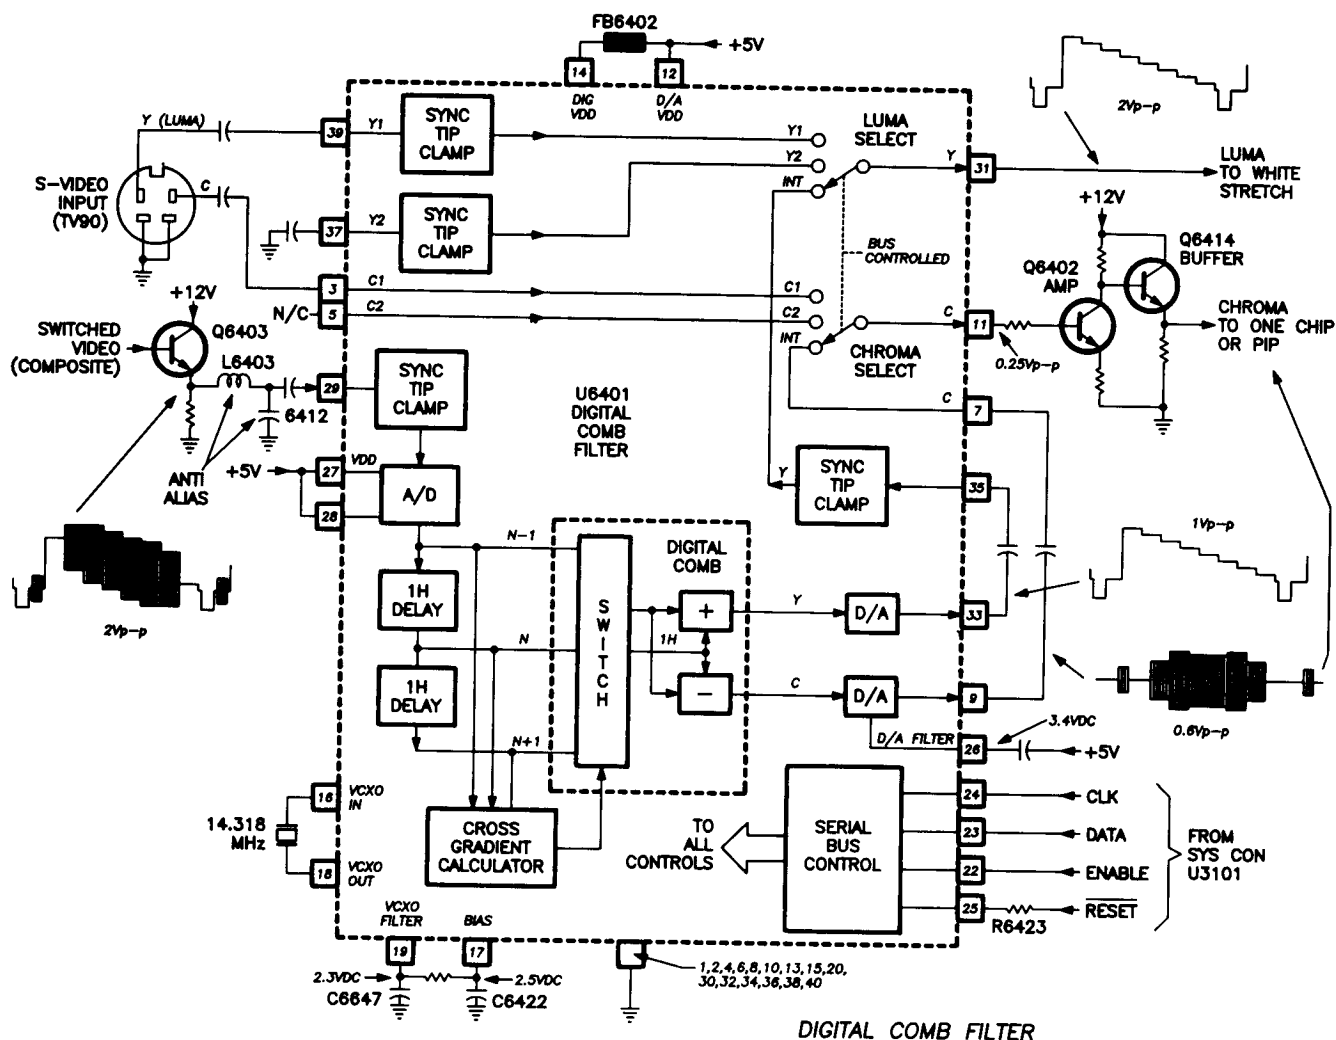 FB6402
+5V
14
12
DIG
VDD
D/A
VDD
2Vp-p
Y (LUMA)
39
Y1
SYNC
TIP
CLAMP
Y1
LUMA
SELECT
Y2
Y
31
INT
LUMA
TO WHITE
STRETCH
S-VIDEO
INPUT
(TV90)
C
37
Y2
SYNC
TIP
CLAMP
BUS
CONTROLLED
+12V
Q6414
BUFFER
Q6402
AMP
3
C1
C1
N/C
5
C2
C2
C
11
INT
0.25Vp-p
CHROMA
TO ONE CHIP
OR PIP
CHROMA
SELECT
+12V
Q6403
SWITCHED
VIDEO
(COMPOSITE)
L6403
29
6412
SYNC
TIP
CLAMP
U6401
DIGITAL
COMB
FILTER
C
7
ANTI
ALIAS
+5V
27
VDD
28
A/D
Y
SYNC
TIP
CLAMP
35
2Vp-p
1Vp-p
N-1
DIGITAL
COMB
1H
DELAY
SWITCH
+
Y
D/A
33
N
1H
1H
DELAY
-
C
D/A
9
N+1
D/A FILTER
26
3.4VDC
+5V
0.6Vp-p
16
VCXO
IN
14.318
MHz
18
VCXO
OUT
CROSS
GRADIENT
CALCULATOR
TO
ALL
CONTROLS
SERIAL
BUS
CONTROL
24
CLK
23
DATA
22
ENABLE
25
R6423
RESET
FROM
SYS CON
U3101
VCXO
FILTER
BIAS
19
17
2.3VDC
2.5VDC
C6647
C6422
1,2,4,6,8,10,13,15,20,
30,32,34,36,38,40
DIGITAL COMB FILTER